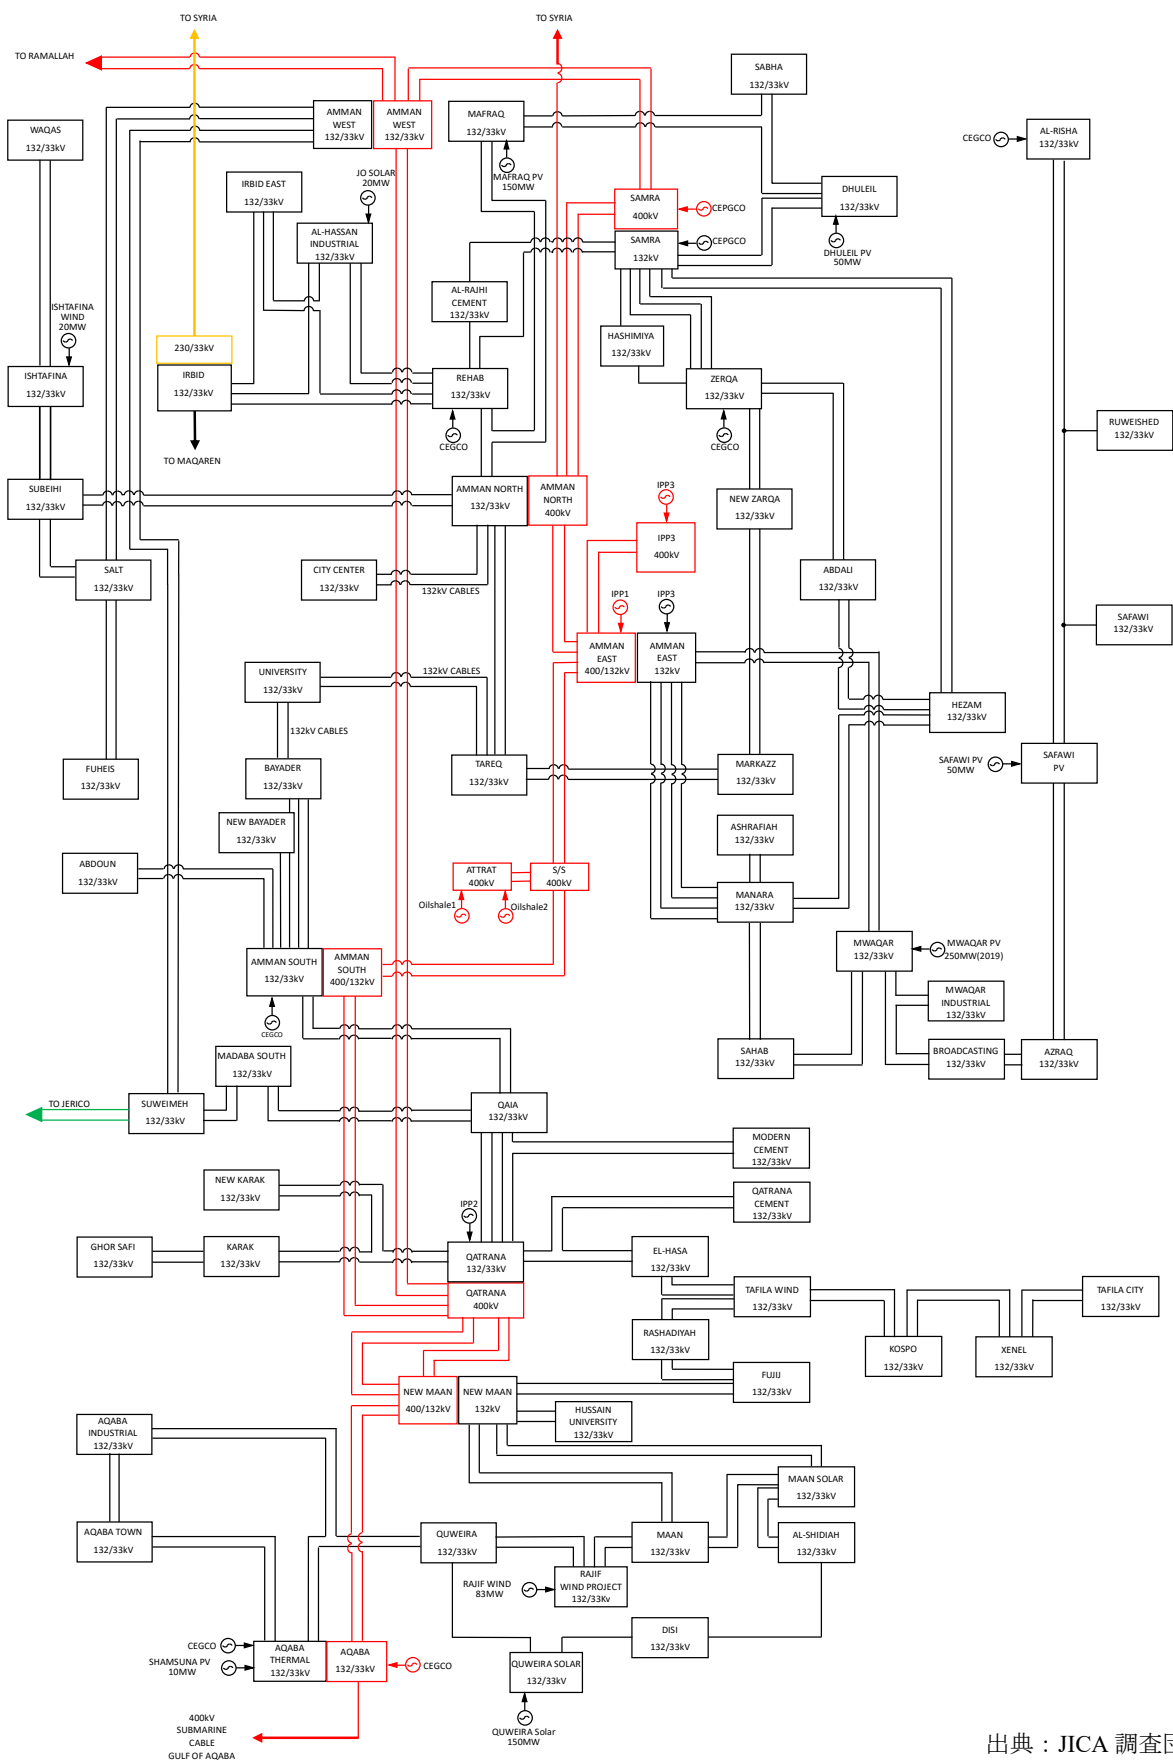 TO SYRIA
TO SYRIA
TO RAMALLAH
SABHA
132/33kV
AMMAN
WEST
132/33kV
AMMAN
WEST
132/33kV
MAFRAQ
132/33kV
WAQAS
132/33kV
CEGCO
AL-RISHA
132/33kV
MAFRAQ PV
150MW
JO SOLAR
20MW
IRBID EAST
132/33kV
SAMRA
400kV
CEPGCO
DHULEIL
132/33kV
AL-HASSAN
INDUSTRIAL
132/33kV
SAMRA
132kV
CEPGCO
DHULEIL PV
50MW
AL-RAJHI
CEMENT
132/33kV
ISHTAFINA
WIND
20MW
HASHIMIYA
132/33kV
230/33kV
IRBID
132/33kV
ISHTAFINA
132/33kV
REHAB
132/33kV
ZERQA
132/33kV
CEGCO
CEGCO
RUWEISHED
132/33kV
TO MAQAREN
SUBEIHI
132/33kV
AMMAN NORTH
132/33kV
AMMAN
NORTH
400kV
IPP3
NEW ZARQA
132/33kV
IPP3
400kV
SALT
132/33kV
CITY CENTER
132/33kV
132kV CABLES
ABDALI
132/33kV
IPP1
IPP3
SAFAWI
132/33kV
AMMAN
EAST
400/132kV
AMMAN
EAST
132kV
UNIVERSITY
132/33kV
132kV CABLES
HEZAM
132/33kV
132kV CABLES
FUHEIS
132/33kV
BAYADER
132/33kV
TAREQ
132/33kV
MARKAZZ
132/33kV
SAFAWI PV
50MW
SAFAWI
PV
NEW BAYADER
132/33kV
ASHRAFIAH
132/33kV
ABDOUN
132/33kV
ATTRAT
400kV
S/S
400kV
MANARA
132/33kV
Oilshale1
Oilshale2
AMMAN SOUTH
132/33kV
AMMAN
SOUTH
400/132kV
MWAQAR
132/33kV
MWAQAR PV
250MW(2019)
MWAQAR
INDUSTRIAL
132/33kV
CEGCO
MADABA SOUTH
132/33kV
SAHAB
132/33kV
BROADCASTING
132/33kV
AZRAQ
132/33kV
TO JERICO
SUWEIMEH
132/33kV
QAIA
132/33kV
MODERN
CEMENT
132/33kV
NEW KARAK
132/33kV
QATRANA
CEMENT
132/33kV
IPP2
GHOR SAFI
132/33kV
KARAK
132/33kV
QATRANA
132/33kV
EL-HASA
132/33kV
QATRANA
400kV
TAFILA WIND
132/33kV
TAFILA CITY
132/33kV
RASHADIYAH
132/33kV
KOSPO
132/33kV
XENEL
132/33kV
FUJIJ
132/33kV
NEW MAAN
400/132kV
NEW MAAN
132kV
HUSSAIN
UNIVERSITY
132/33kV
AQABA
INDUSTRIAL
132/33kV
MAAN SOLAR
132/33kV
AQABA TOWN
132/33kV
QUWEIRA
132/33kV
MAAN
132/33kV
AL-SHIDIAH
132/33kV
RAJIF WIND
83MW
RAJIF
WIND PROJECT
132/33Kv
DISI
132/33kV
CEGCO
SHAMSUNA PV
10MW
AQABA
THERMAL
132/33kV
AQABA
132/33kV
CEGCO
QUWEIRA SOLAR
132/33kV
400kV
SUBMARINE
CABLE
GULF OF AQABA
QUWEIRA Solar
150MW
出典：JICA 調査団